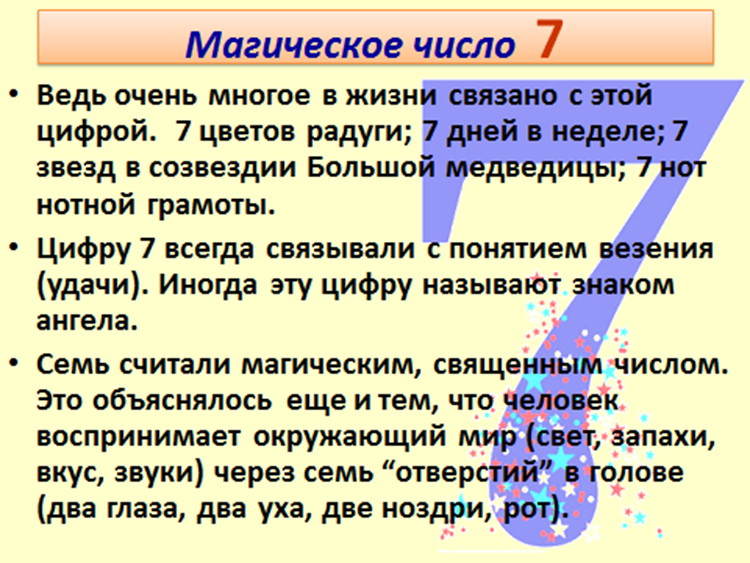 Магическое число 7
• Ведь очень многое в жизни связано с этой
цифрой. 7 цветов радуги; 7 дней в неделе; 7
звезд в созвездии Большой медведицы; 7 нот
нотной грамоты.
• Цифру 7 всегда связывали с понятием везения
(удачи). Иногда эту цифру называют знаком
ангела.
• Семь считали магическим, священным числом.
Это объяснялось еще и тем, что человек
воспринимает окружающий мир (свет, запахи,
вкус, звуки) через семь “отверстий” в голове
(два глаза, два уха, две ноздри, рот).
7